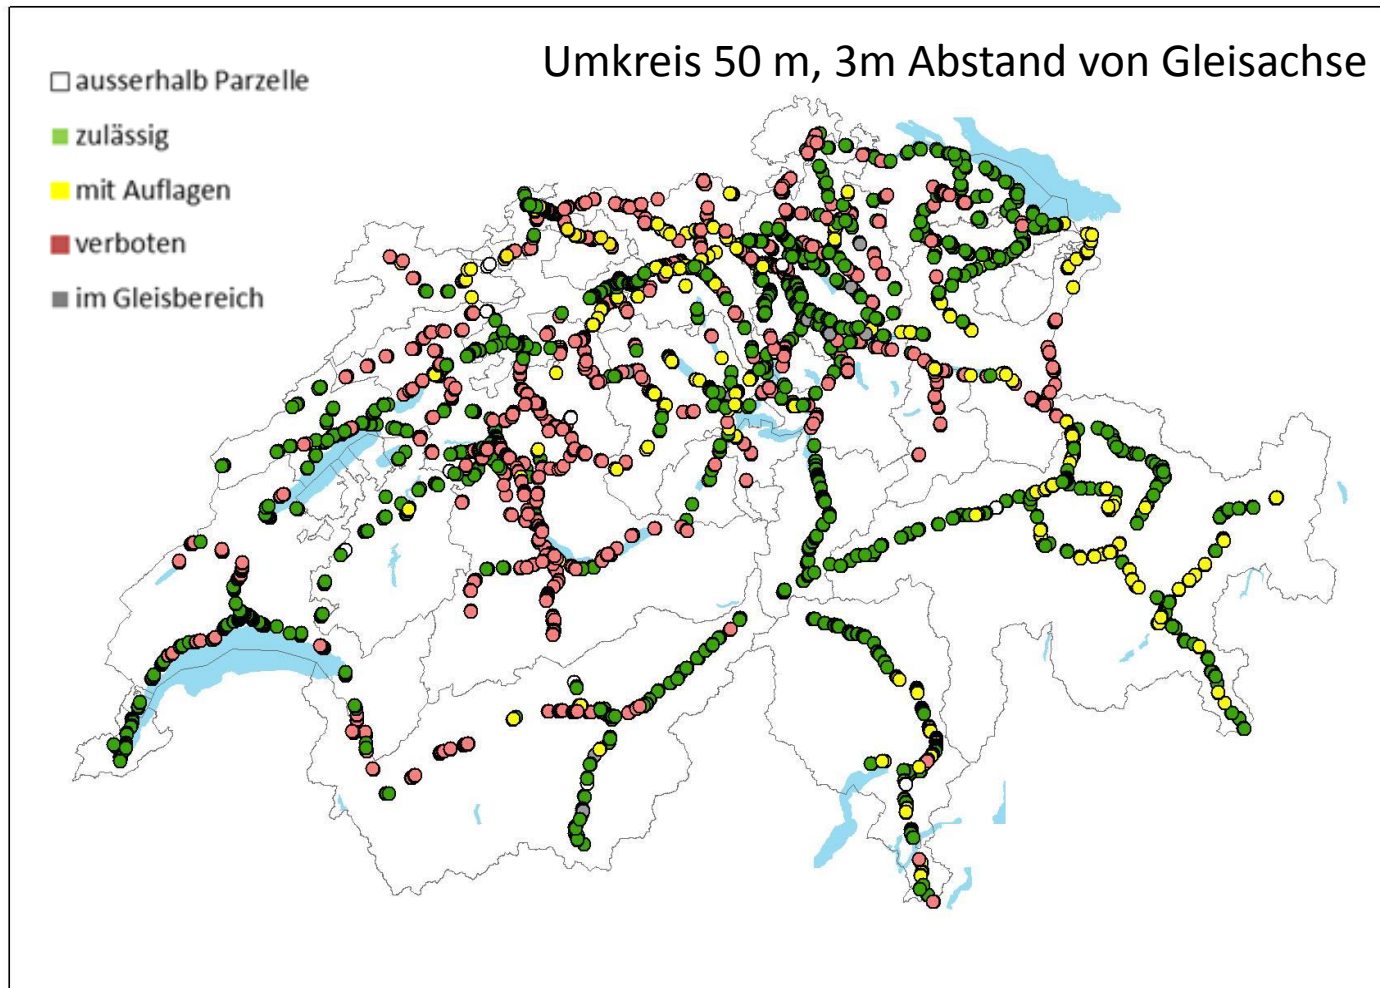 Umkreis 50 m, 3m Abstand von Gleisachse
ausserhalb Parzelle
zulässig
mit Auflagen
verboten
im Gleisbereich